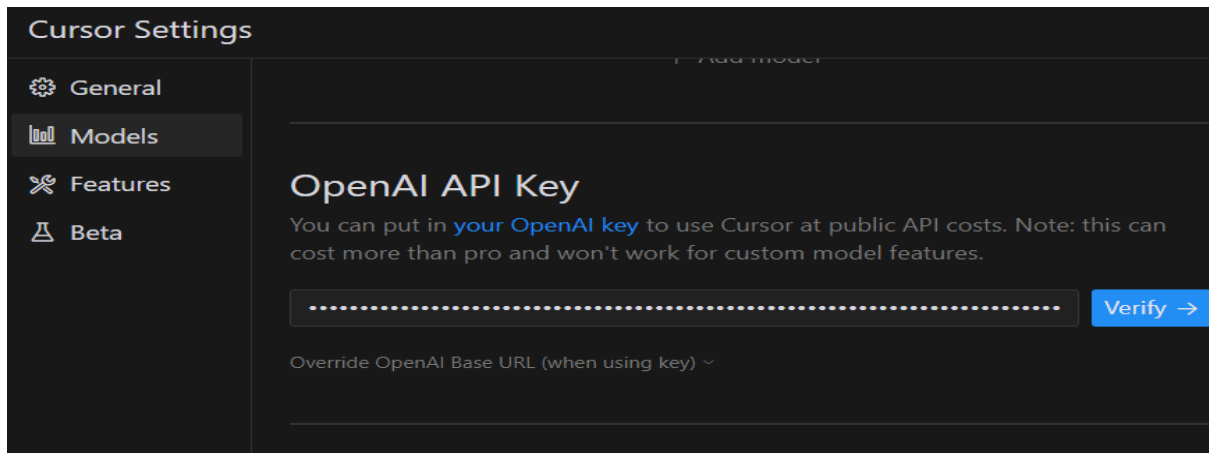 Cursor Settings
General
Models
Features
Beta
Add model
OpenAI API Key
You can put in your OpenAI key to use Cursor at public API costs. Note: this can
cost more than pro and won't work for custom model features.
Verify →
Override OpenAI Base URL (when using key)